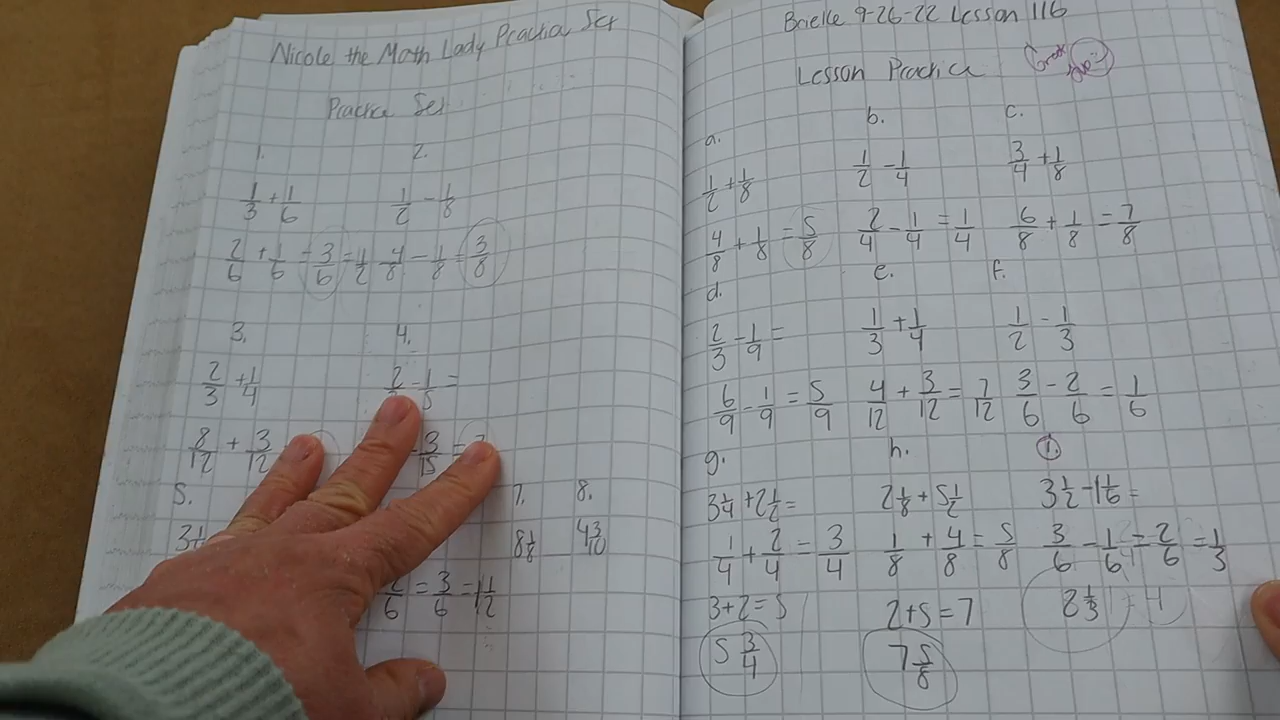 Nicole the Math Lady Practice Set
Practice Set
1. 2.
1/3 + 1/6 1/2 - 1/8
2/6 + 1/6 = 3/6 = 1/2 4/8 - 1/8 = 3/8
3. 4.
2/3 + 1/4 2/ - 1/5 =
8/12 + 3/12 - 3/15 =
5. 7. 8.
3 8 1/8 4 3/10
2/6 = 3/6 = 1 1/2
Brielle 9-26-22 Lesson 116
Lesson Practice Great
a. b. c.
1/2 + 1/8 1/2 - 1/4 3/4 + 1/8
4/8 + 1/8 = 5/8 2/4 - 1/4 = 1/4 6/8 + 1/8 = 7/8
d. e. f.
2/3 - 1/9 = 1/3 + 1/4 1/2 - 1/3
6/9 - 1/9 = 5/9 4/12 + 3/12 = 7/12 3/6 - 2/6 = 1/6
g. h. i.
3 1/4 + 2 1/2 = 2 1/8 + 5 1/2 3 1/2 - 1 1/6 =
1/4 + 2/4 = 3/4 1/8 + 4/8 = 5/8 3/6 - 1/6 = 2/6 = 1/3
3+2=5 2+5=7 2 1/3
5 3/4 7 5/8